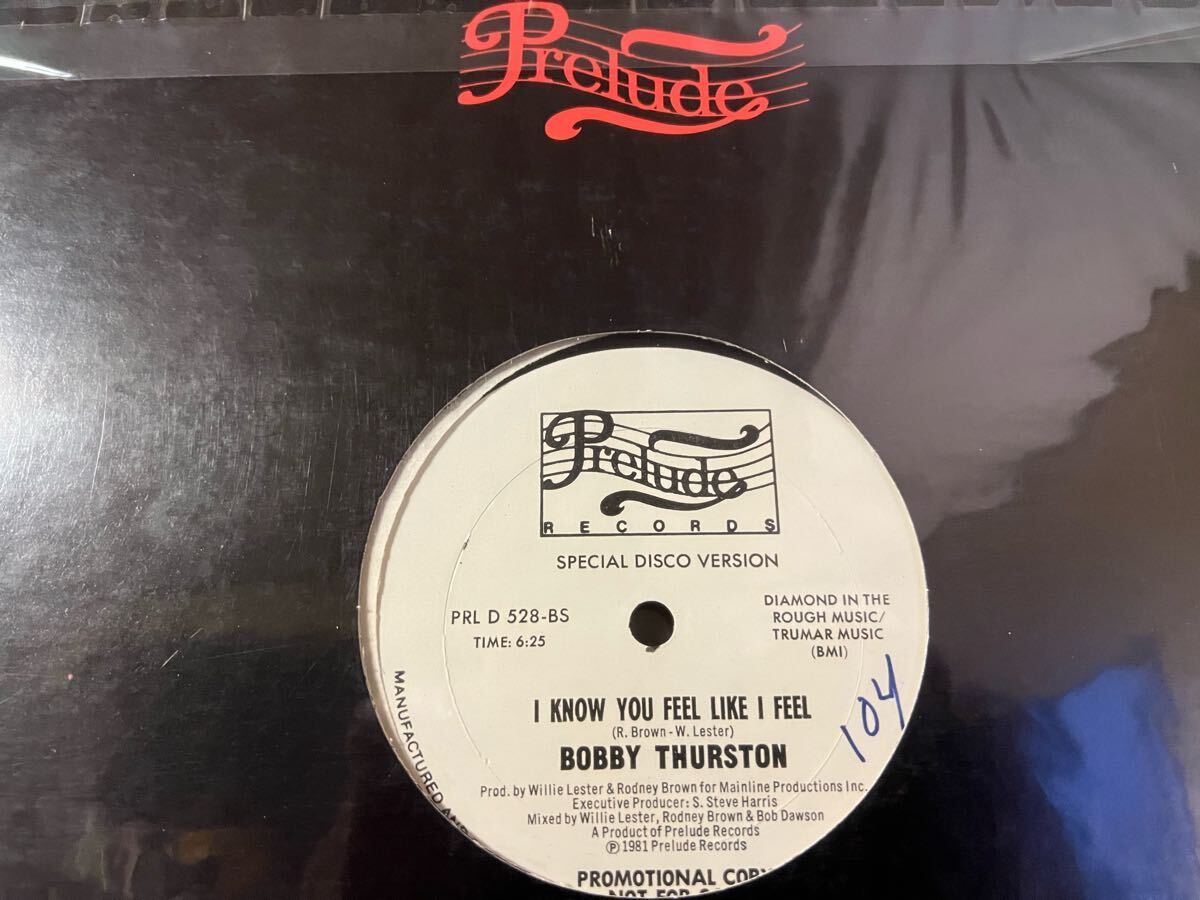 Prelude
Prelude
RECORDS
SPECIAL DISCO VERSION
PRL D 528-BS
TIME: 6:25
DIAMOND IN THE
ROUGH MUSIC/
TRUMAR MUSIC
(BMI)
104
I KNOW YOU FEEL LIKE I FEEL
(R. Brown - W. Lester)
BOBBY THURSTON
Prod. by Willie Lester & Rodney Brown for Mainline Productions Inc.
Executive Producer: S. Steve Harris
Mixed by Willie Lester, Rodney Brown & Bob Dawson
A Product of Prelude Records
Ⓟ 1981 Prelude Records
PROMOTIONAL COPY
NOT FOR
MANUFACTURED AND